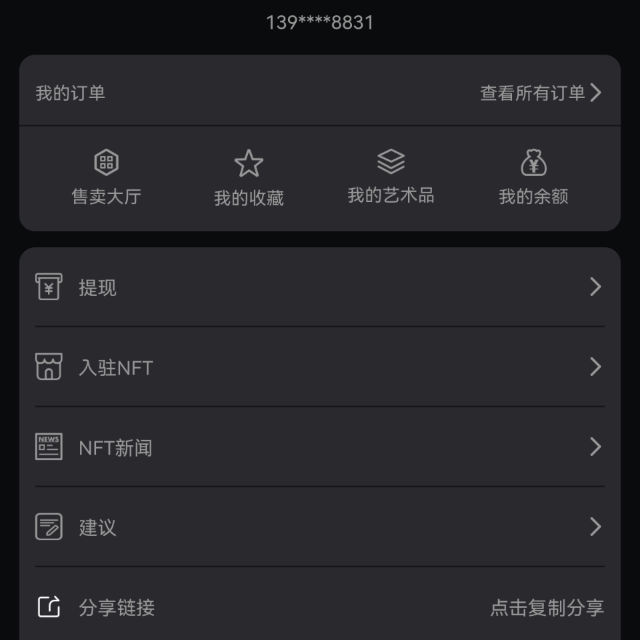 139****8831
我的订单
查看所有订单
售卖大厅
我的收藏
我的艺术品
我的余额
提现
入驻NFT
NEWS
NFT新闻
建议
分享链接
点击复制分享